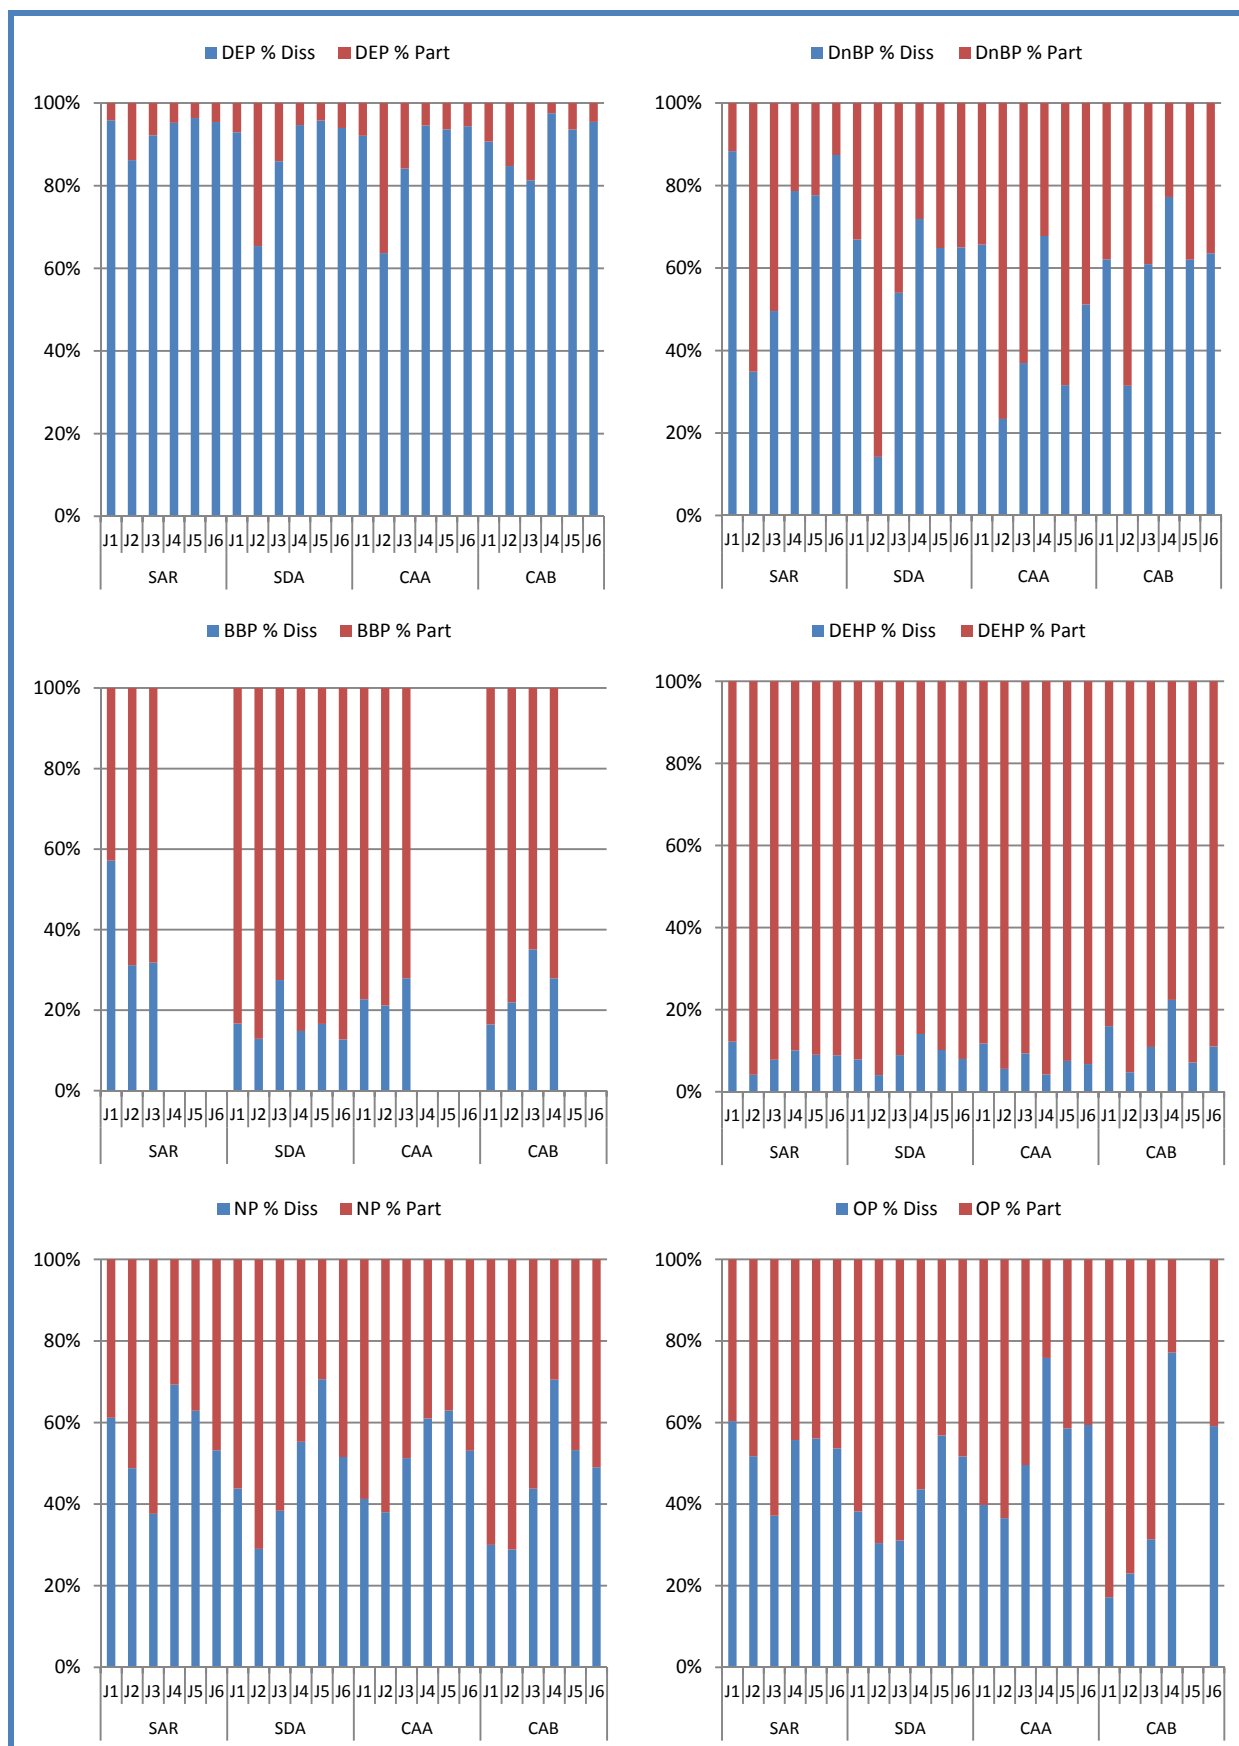 DEP % Diss DEP % Part
100%
80%
60%
40%
20%
0%
J1 J2 J3 J4 J5 J6 J1 J2 J3 J4 J5 J6 J1 J2 J3 J4 J5 J6 J1 J2 J3 J4 J5 J6
SAR SDA CAA CAB
DnBP % Diss DnBP % Part
100%
80%
60%
40%
20%
0%
J1 J2 J3 J4 J5 J6 J1 J2 J3 J4 J5 J6 J1 J2 J3 J4 J5 J6 J1 J2 J3 J4 J5 J6
SAR SDA CAA CAB
BBP % Diss BBP % Part
100%
80%
60%
40%
20%
0%
J1 J2 J3 J4 J5 J6 J1 J2 J3 J4 J5 J6 J1 J2 J3 J4 J5 J6 J1 J2 J3 J4 J5 J6
SAR SDA CAA CAB
DEHP % Diss DEHP % Part
100%
80%
60%
40%
20%
0%
J1 J2 J3 J4 J5 J6 J1 J2 J3 J4 J5 J6 J1 J2 J3 J4 J5 J6 J1 J2 J3 J4 J5 J6
SAR SDA CAA CAB
NP % Diss NP % Part
100%
80%
60%
40%
20%
0%
J1 J2 J3 J4 J5 J6 J1 J2 J3 J4 J5 J6 J1 J2 J3 J4 J5 J6 J1 J2 J3 J4 J5 J6
SAR SDA CAA CAB
OP % Diss OP % Part
100%
80%
60%
40%
20%
0%
J1 J2 J3 J4 J5 J6 J1 J2 J3 J4 J5 J6 J1 J2 J3 J4 J5 J6 J1 J2 J3 J4 J5 J6
SAR SDA CAA CAB